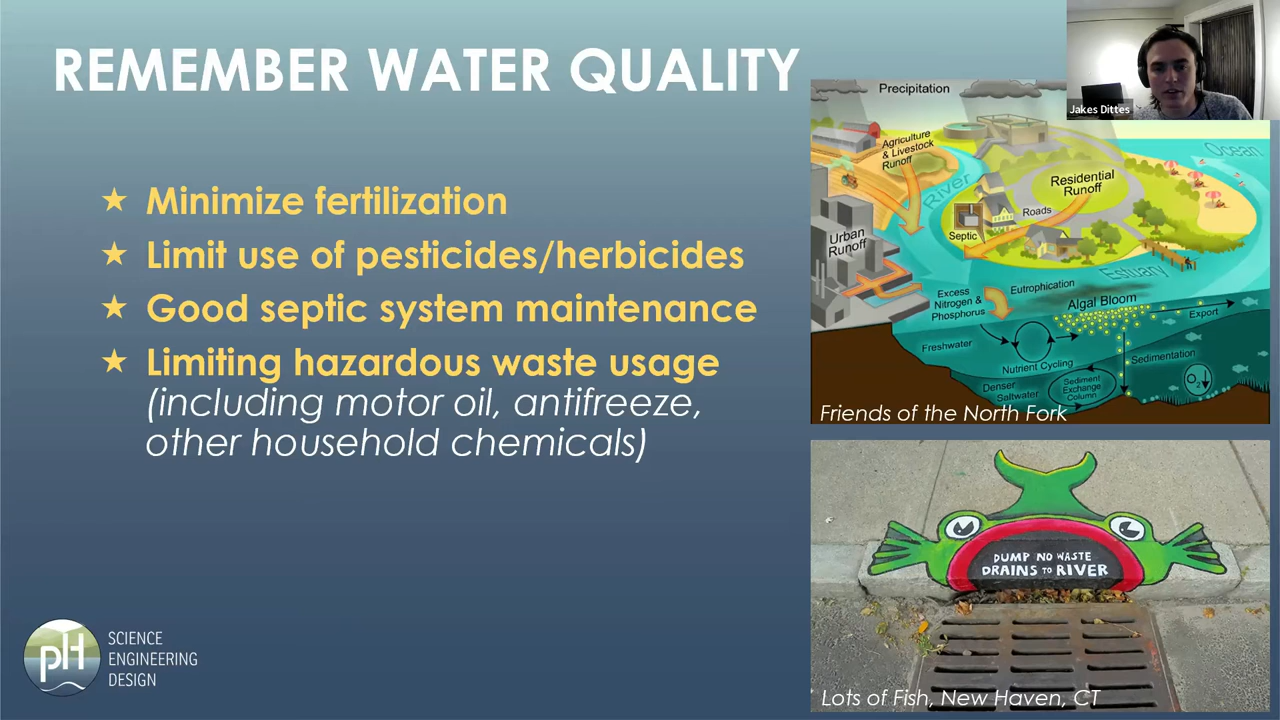 REMEMBER WATER QUALITY
Jakes Dittes
★ Minimize fertilization
★ Limit use of pesticides/herbicides
★ Good septic system maintenance
★ Limiting hazardous waste usage
(including motor oil, antifreeze,
other household chemicals)
pH
SCIENCE
ENGINEERING
DESIGN
Precipitation
Agriculture
& Livestock
Runoff
Ocean
River
Residential
Runoff
Roads
Septic
Urban
Runoff
Estuary
Excess
Nitrogen &
Phosphorus
Eutrophication
Algal Bloom
Export
Freshwater
Nutrient Cycling
Sedimentation
Denser
Saltwater
Sediment
Exchange
Column
O2
Friends of the North Fork
DUMP NO WASTE
DRAINS TO RIVER
Lots of Fish, New Haven, CT